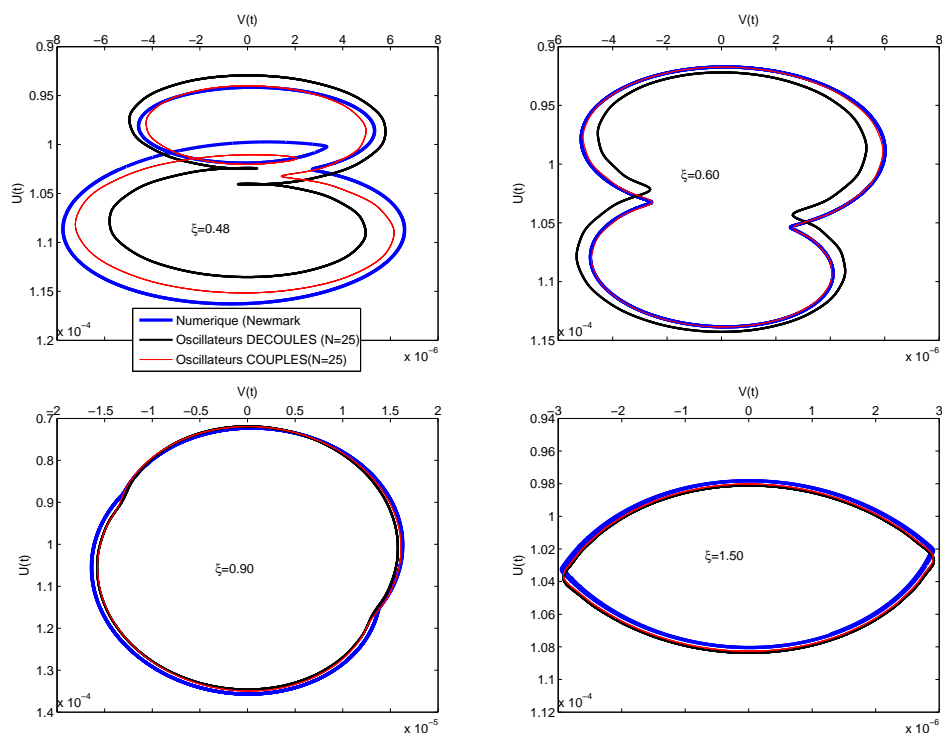 V(t)
−8 −6 −4 −2 0 2 4 6 8
0.9
0.95
1
1.05
1.1
1.15
1.2
U(t)
ξ=0.48
x 10⁻⁴
x 10⁻⁶
Numerique (Newmark
Oscillateurs DECOULES (N=25)
Oscillateurs COUPLES(N=25)
V(t)
−6 −4 −2 0 2 4 6 8
0.9
0.95
1
1.05
1.1
1.15
U(t)
ξ=0.60
x 10⁻⁴
x 10⁻⁶
V(t)
−2 −1.5 −1 −0.5 0 0.5 1 1.5 2
0.7
0.8
0.9
1
1.1
1.2
1.3
1.4
U(t)
ξ=0.90
x 10⁻⁴
x 10⁻⁵
V(t)
−3 −2 −1 0 1 2 3
0.94
0.96
0.98
1
1.02
1.04
1.06
1.08
1.1
1.12
U(t)
ξ=1.50
x 10⁻⁴
x 10⁻⁶